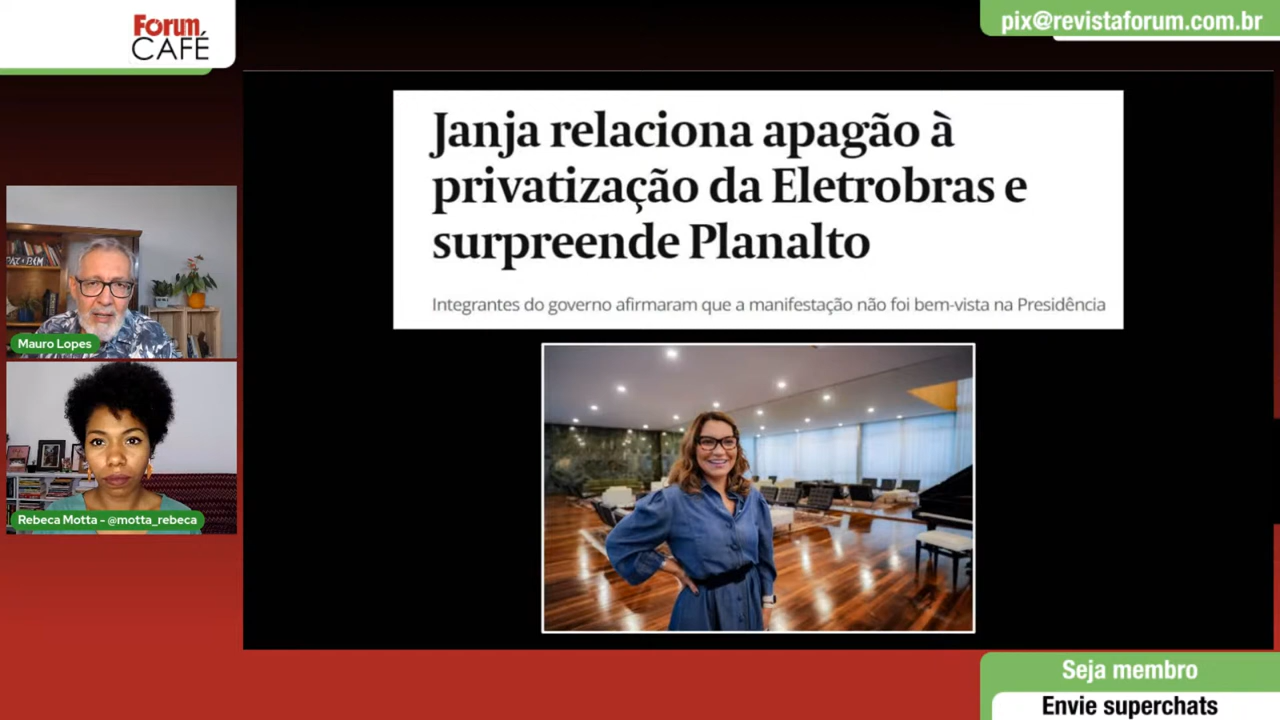 Forum
CAFÉ
pix@revistaforum.com.br
Janja relaciona apagão à
privatização da Eletrobras e
surpreende Planalto
Integrantes do governo afirmaram que a manifestação não foi bem-vista na Presidência
Mauro Lopes
Rebeca Motta - @motta_rebeca
Seja membro
Envie superchats